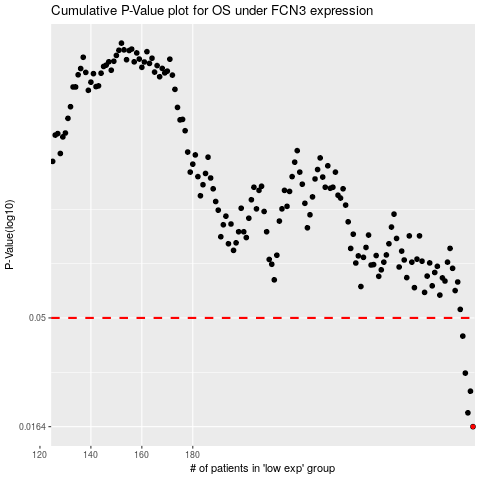 Cumulative P-Value plot for OS under FCN3 expression
P-Value(log10)
0.05
0.0164
120 140 160 180
# of patients in 'low exp' group